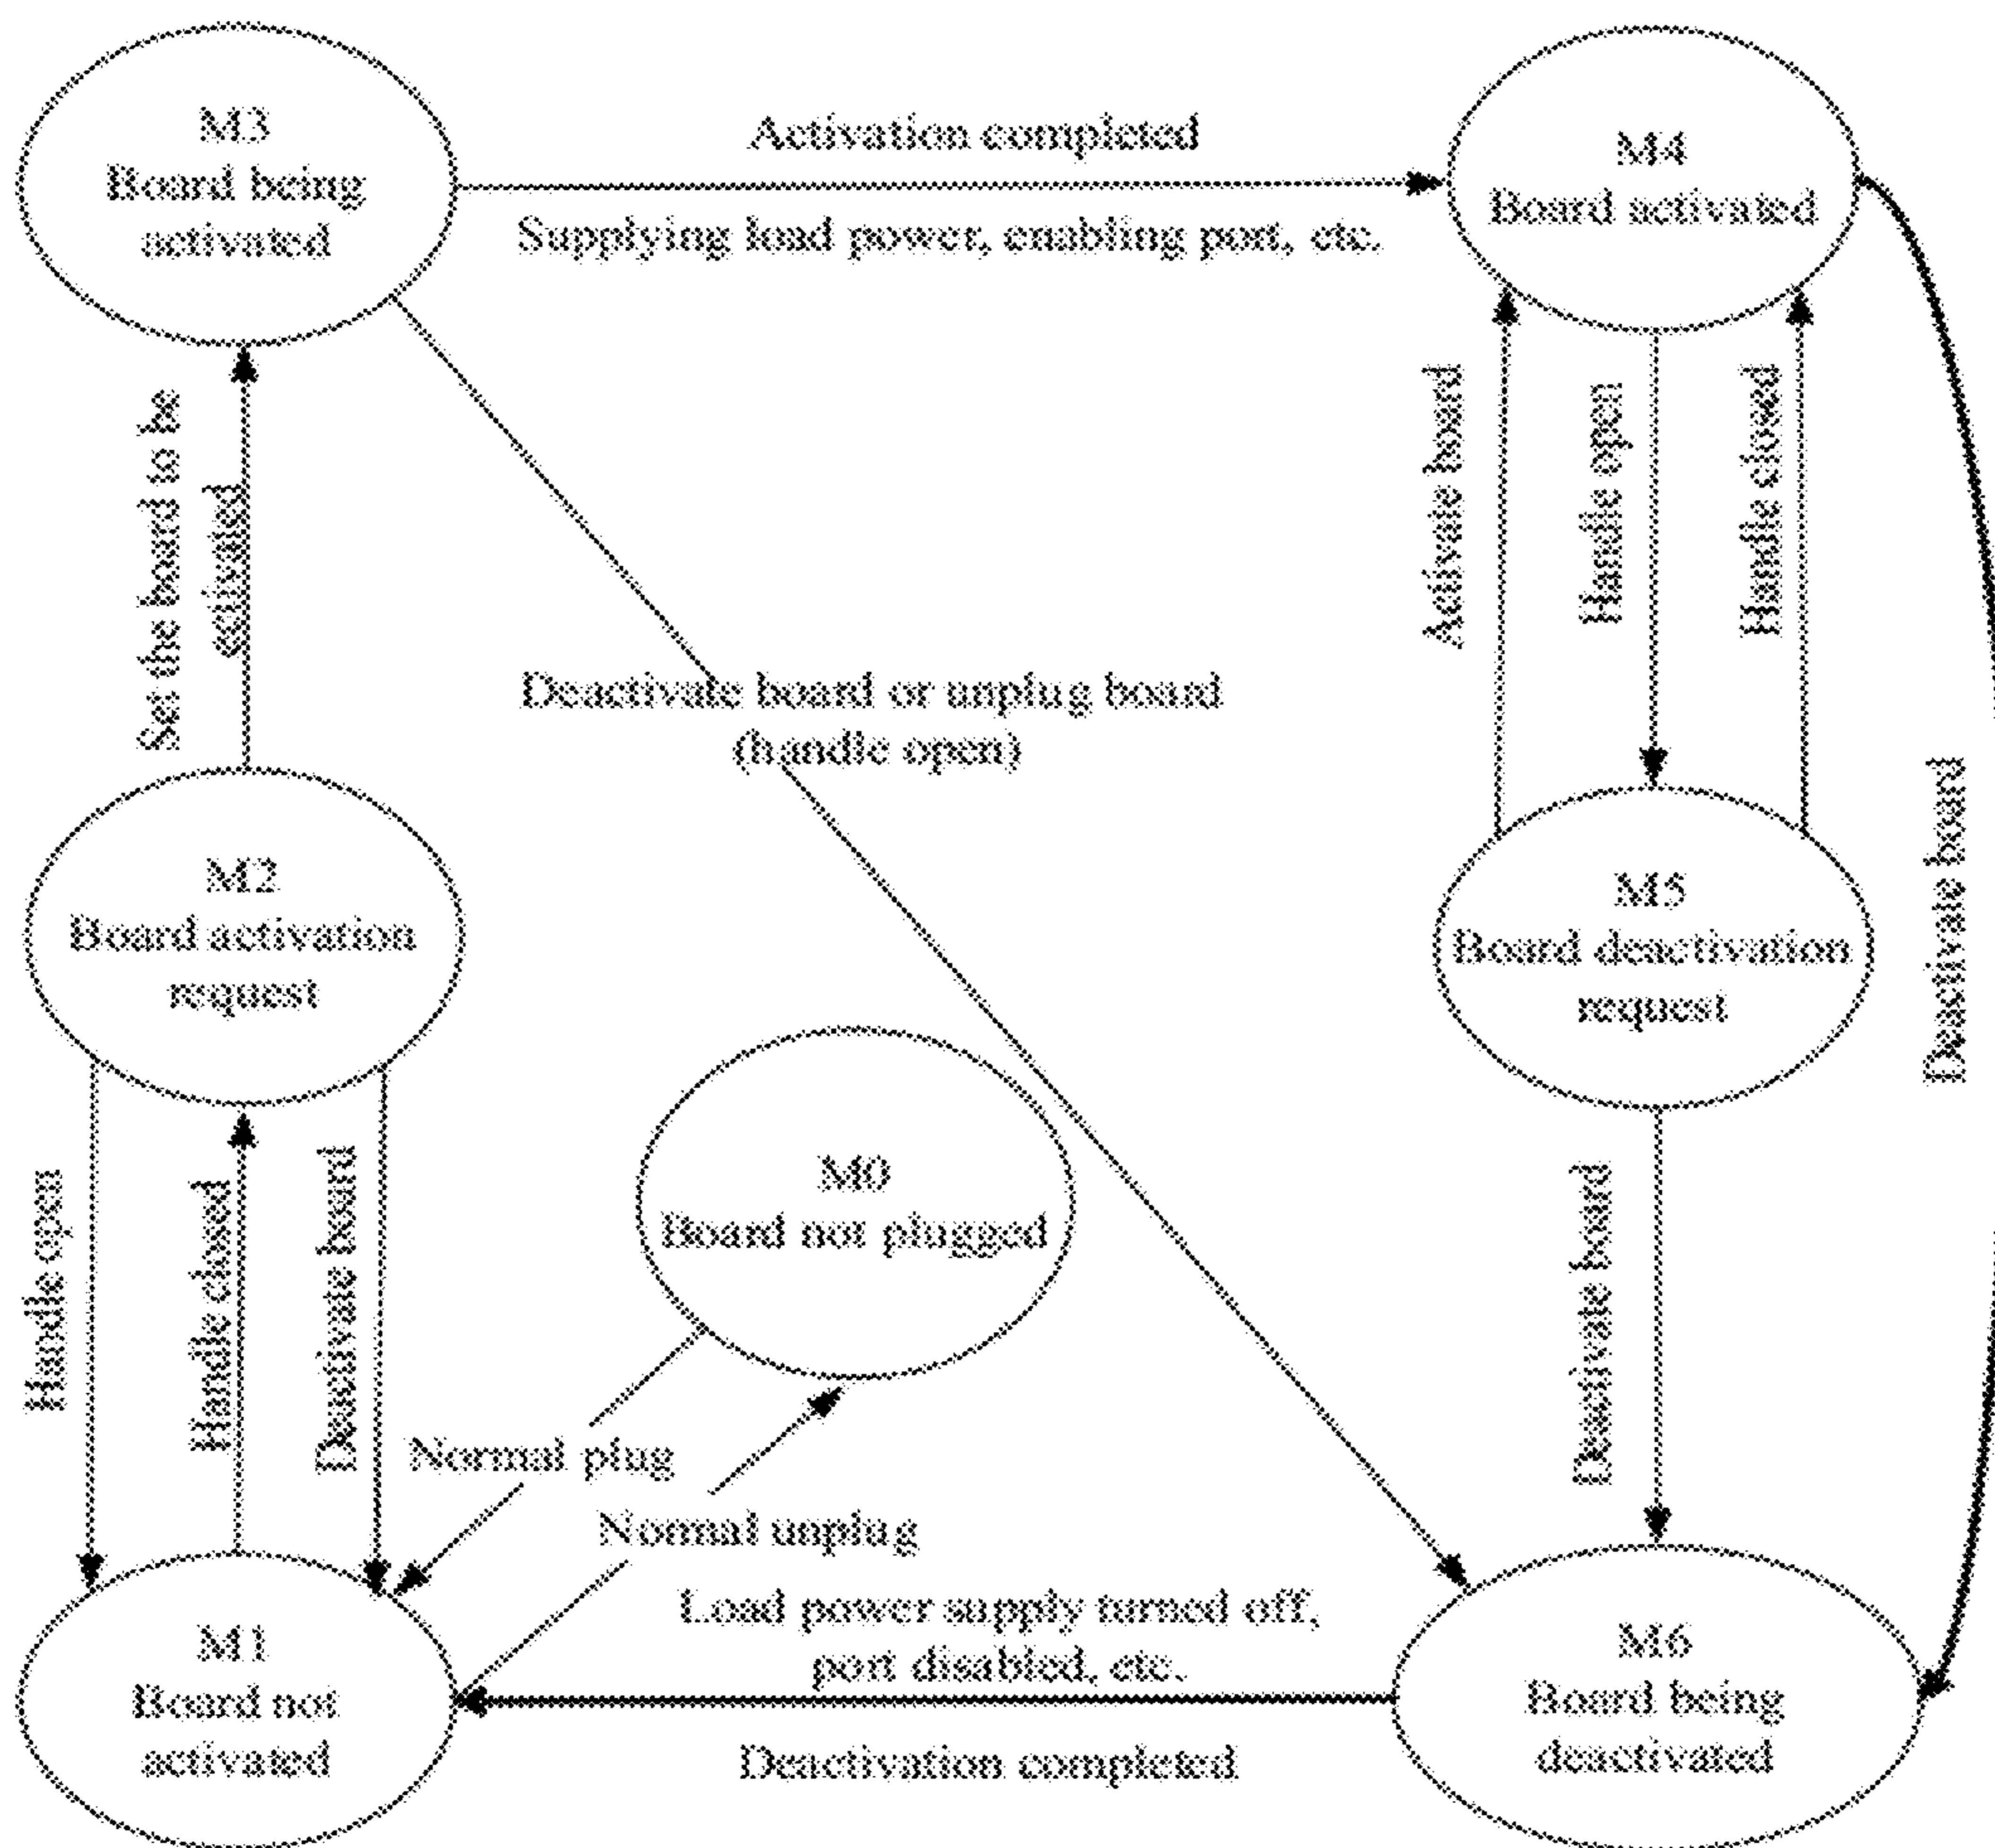 M3
Board being
activated
Activation completed
Supplying load power, enabling port, etc.
M4
Board activated
Set the board to be
activated
Deactivate board or unplug board
(handle open)
Activate board
Handle open
Handle closed
Deactivate board
M2
Board activation
request
M5
Board deactivation
request
M0
Board not plugged
Handle open
Handle closed
Deactivate board
Normal plug
Normal unplug
Deactivate board
Load power supply turned off,
port disabled, etc.
Deactivation completed
M1
Board not
activated
M6
Board being
deactivated